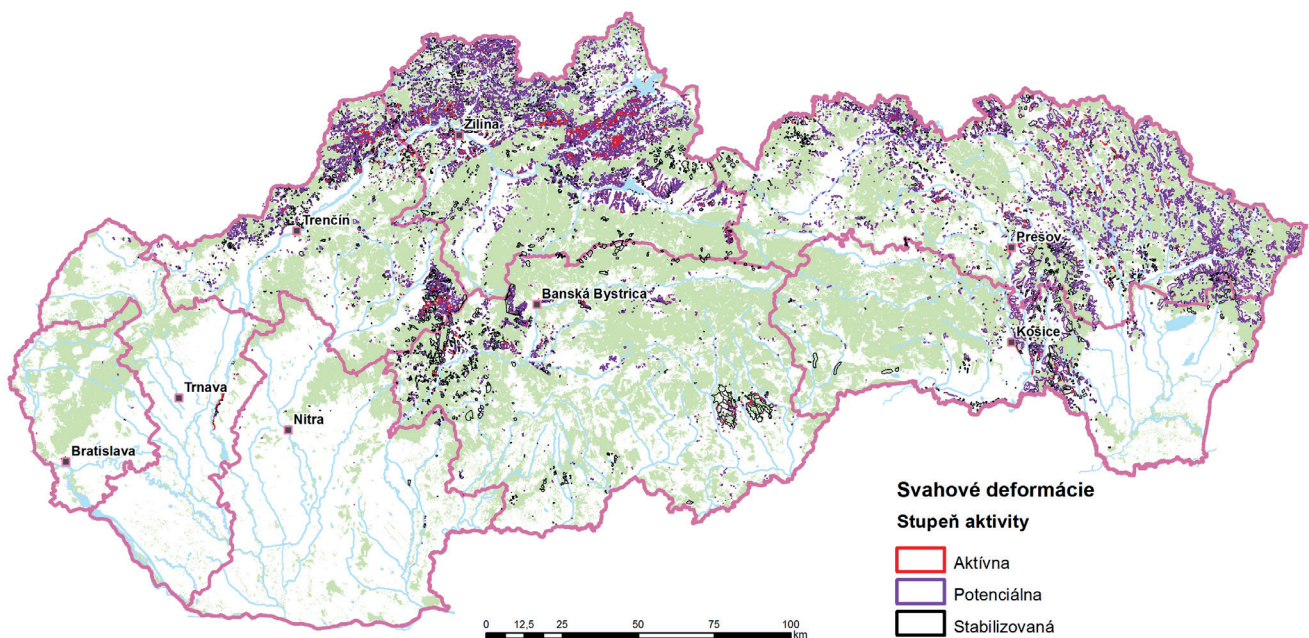 Žilina
Trenčín
Prešov
Banská Bystrica
Košice
Trnava
Nitra
Bratislava
Svahové deformácie
Stupeň aktivity
Aktívna
Potenciálna
Stabilizovaná
0 12,5 25 50 75 100
km